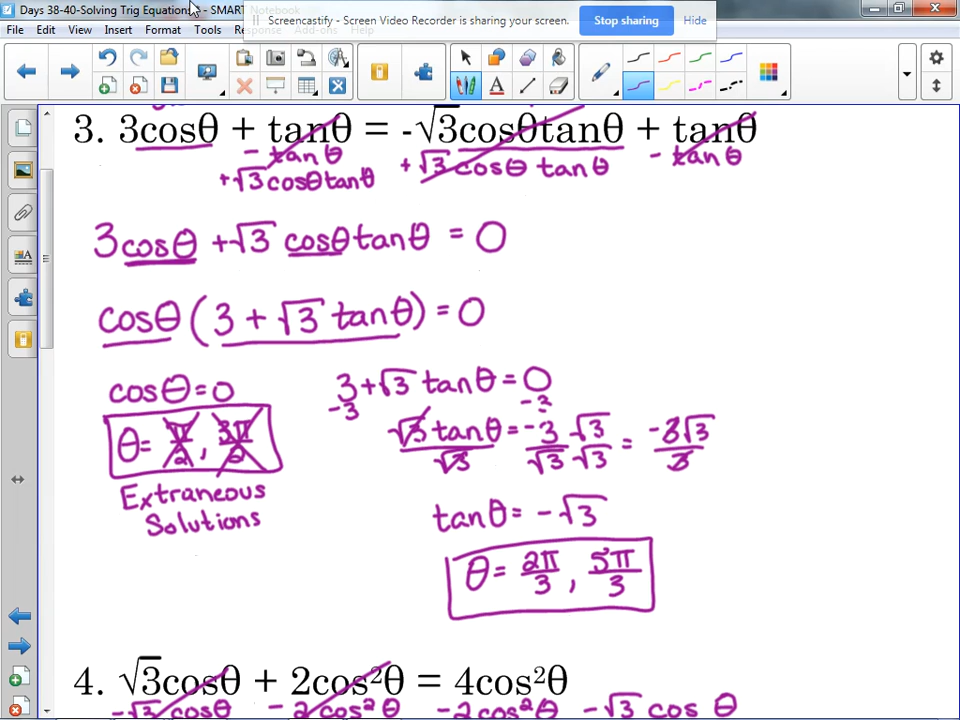 Days 38-40-Solving Trig Equations - SMART Notebook
Screencastify - Screen Video Recorder is sharing your screen.
Stop sharing
Hide
File Edit View Insert Format Tools Response Add-ons Help
3. 3cosθ + tanθ = -√3cosθtanθ + tanθ
- tanθ - tanθ
+√3 cosθtanθ +√3 cosθ tanθ
3cosθ +√3 cosθtanθ = 0
cosθ(3 + √3 tanθ) = 0
cosθ=0
3+√3 tanθ = 0
-3 -3
θ= π/2, 3π/2
√3 tanθ/√3 = -3/√3 √3/√3 = -3√3/3
Extraneous
Solutions
tanθ = -√3
θ= 2π/3, 5π/3
4. √3cosθ + 2cos²θ = 4cos²θ
-√3 cosθ -2cos²θ -2cos²θ -√3 cos θ